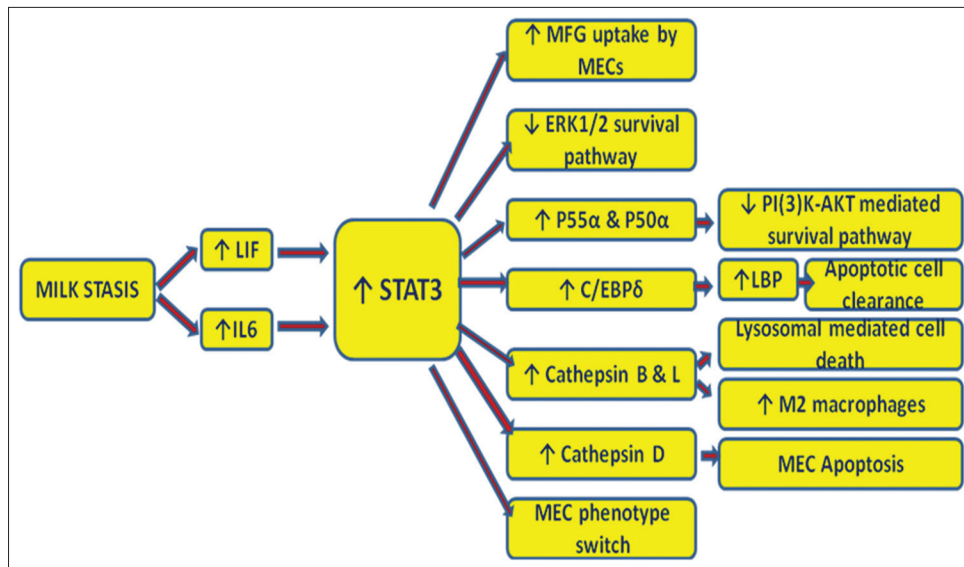 MILK STASIS
↑ LIF
↑IL6
↑ STAT3
↑ MFG uptake by
MECs
↓ ERK1/2 survival
pathway
↑ P55α & P50α
↓ PI(3)K-AKT mediated
survival pathway
↑ C/EBPδ
↑LBP
Apoptotic cell
clearance
↑ Cathepsin B & L
Lysosomal mediated cell
death
↑ M2 macrophages
↑ Cathepsin D
MEC Apoptosis
MEC phenotype
switch